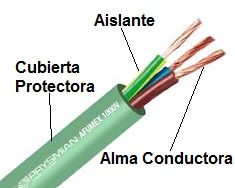 Aislante
Cubierta
Protectora
PRYSMIAN AFUMEX 1000V
Alma Conductora